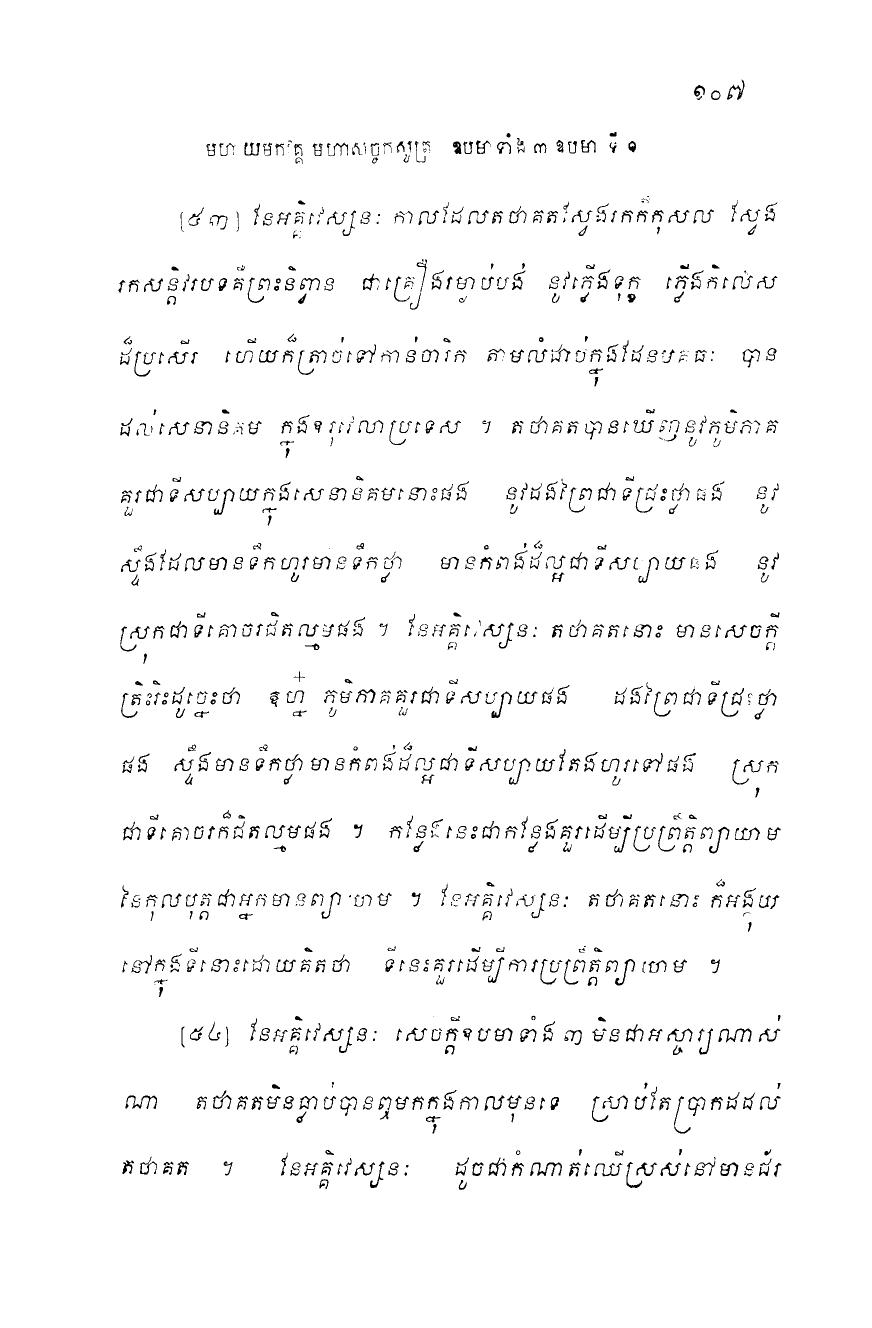 ១០៧
មហាយមកវគ្គ មហាសច្ចកសូត្រ ឧបមាទាំង ៣ ឧបមា ទី ១
[៥៣] នែអគ្គិវេស្សនៈ កាលដែលតថាគតស្វែងរកក៏កុសល ស្វែង
រកសន្តិវរបទគឺព្រះនិព្វាន ជាគ្រឿងរម្ងាប់បង់ នូវភ្លើងទុក្ខ ភ្លើងកិលេស
ដ៏ប្រសើរ ហើយក៏ត្រាច់ទៅកាន់ចារិក តាមលំដាប់ក្នុងដែនមគធៈ បាន
ដល់សេនានិគម ក្នុងឧរុវេលាប្រទេស ។ តថាគតបានឃើញនូវភូមិភាគ
គួរជាទីសប្បាយក្នុងសេនានិគមនោះផង នូវដងព្រៃជាទីជ្រះថ្លាផង នូវ
ស្ទឹងដែលមានទឹកហូរមានទឹកថ្លា មានកំពង់ដ៏ល្អជាទីសប្បាយផង នូវ
ស្រុកជាទីគោចរជិតល្មមផង ។ នែអគ្គិវេស្សនៈ តថាគតនោះ មានសេចក្តី
ត្រិះរិះដូច្នេះថា ឱហ្ន៎ ភូមិភាគគួរជាទីសប្បាយផង ដងព្រៃជាទីជ្រះថ្លា
ផង ស្ទឹងមានទឹកថ្លាមានកំពង់ដ៏ល្អជាទីសប្បាយតែងហូរទៅផង ស្រុក
ជាទីគោចរក៏ជិតល្មមផង ។ កន្លែងនេះជាកន្លែងគួរដើម្បីប្រព្រឹត្តិព្យាយាម
នៃកុលបុត្តជាអ្នកមានព្យាយាម ។ នែអគ្គិវេស្សនៈ តថាគតនោះ ក៏អង្គុយ
នៅក្នុងទីនោះដោយគិតថា ទីនេះគួរដើម្បីការប្រព្រឹត្តិព្យាយាម ។
[៥៤] នែអគ្គិវេស្សនៈ សេចក្តីឧបមាទាំង ៣ មិនជាអស្ចារ្យណាស់
ណា តថាគតមិនធ្លាប់បានឮមកក្នុងកាលមុនទេ ស្រាប់តែប្រាកដដល់
តថាគត ។ នែអគ្គិវេស្សនៈ ដូចជាកំណាត់ឈើស្រស់នៅមានជ័រ